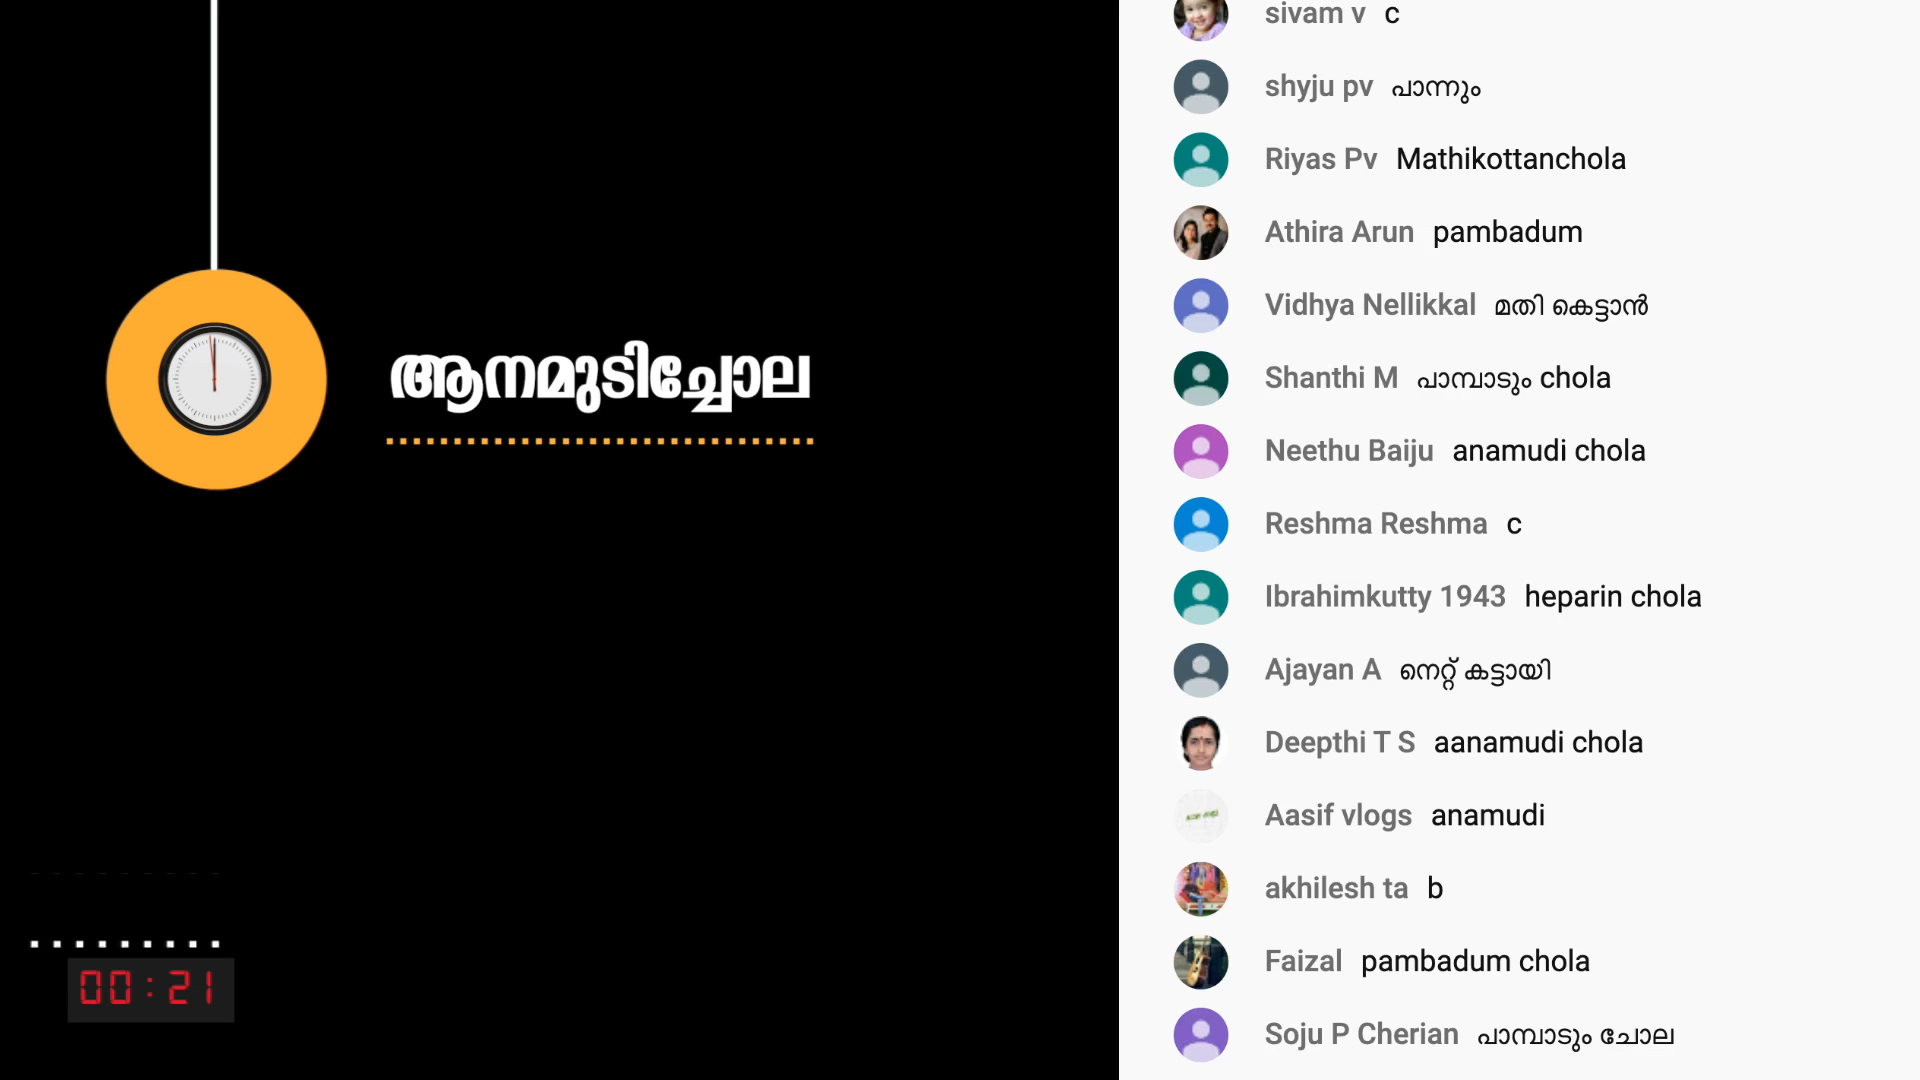 ആനമുടിച്ചോല
00:21
sivam v c
shyju pv പാന്നും
Riyas Pv Mathikottanchola
Athira Arun pambadum
Vidhya Nellikkal മതി കെട്ടാൻ
Shanthi M പാമ്പാടും chola
Neethu Baiju anamudi chola
Reshma Reshma c
Ibrahimkutty 1943 heparin chola
Ajayan A നെറ്റ് കട്ടായി
Deepthi T S aanamudi chola
Aasif vlogs anamudi
akhilesh ta b
Faizal pambadum chola
Soju P Cherian പാമ്പാടും ചോല